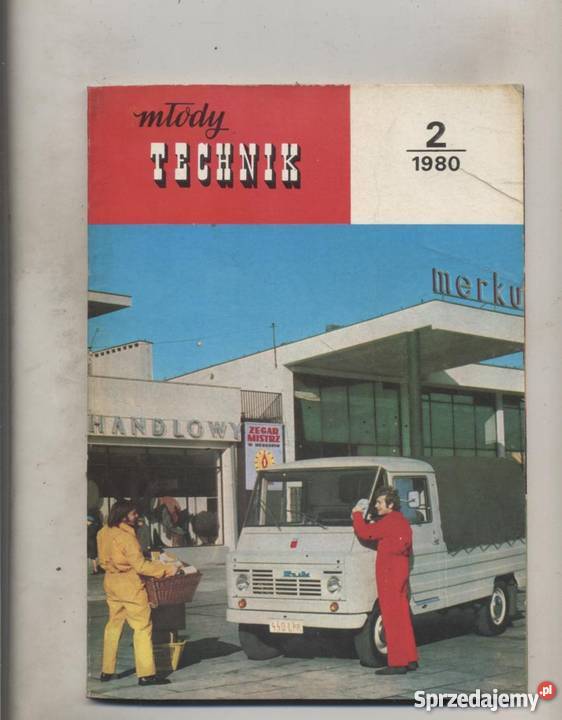 młody
TECHNIK
2
1980
merku
HANDLOWY
ZEGAR
MISTRZ
Sprzedajemy.pl